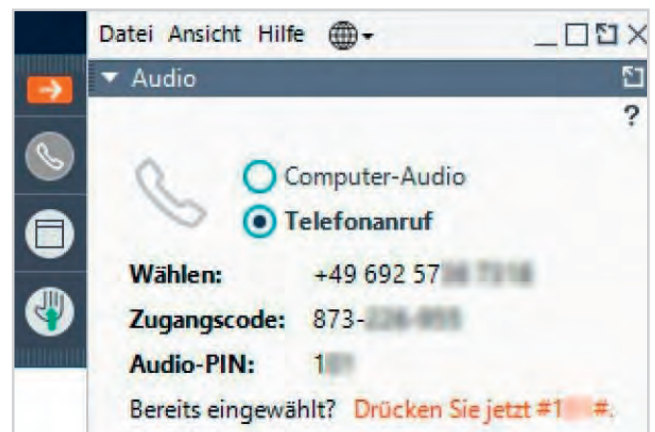 Datei Ansicht Hilfe
Audio
?
Computer-Audio
Telefonanruf
Wählen: +49 692 57
Zugangscode: 873-
Audio-PIN: 1
Bereits eingewählt? Drücken Sie jetzt #1 #.